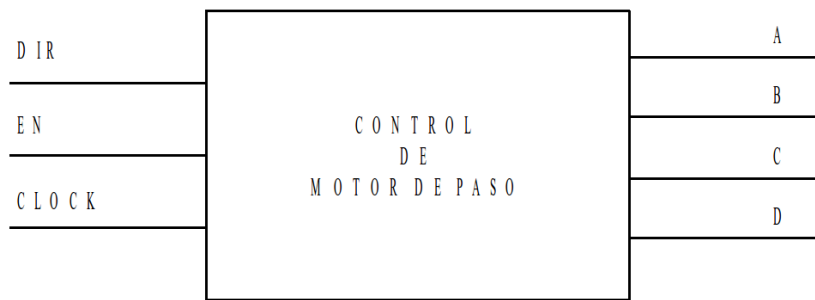 DIR
EN
CLOCK
CONTROL
DE
MOTOR DE PASO
A
B
C
D